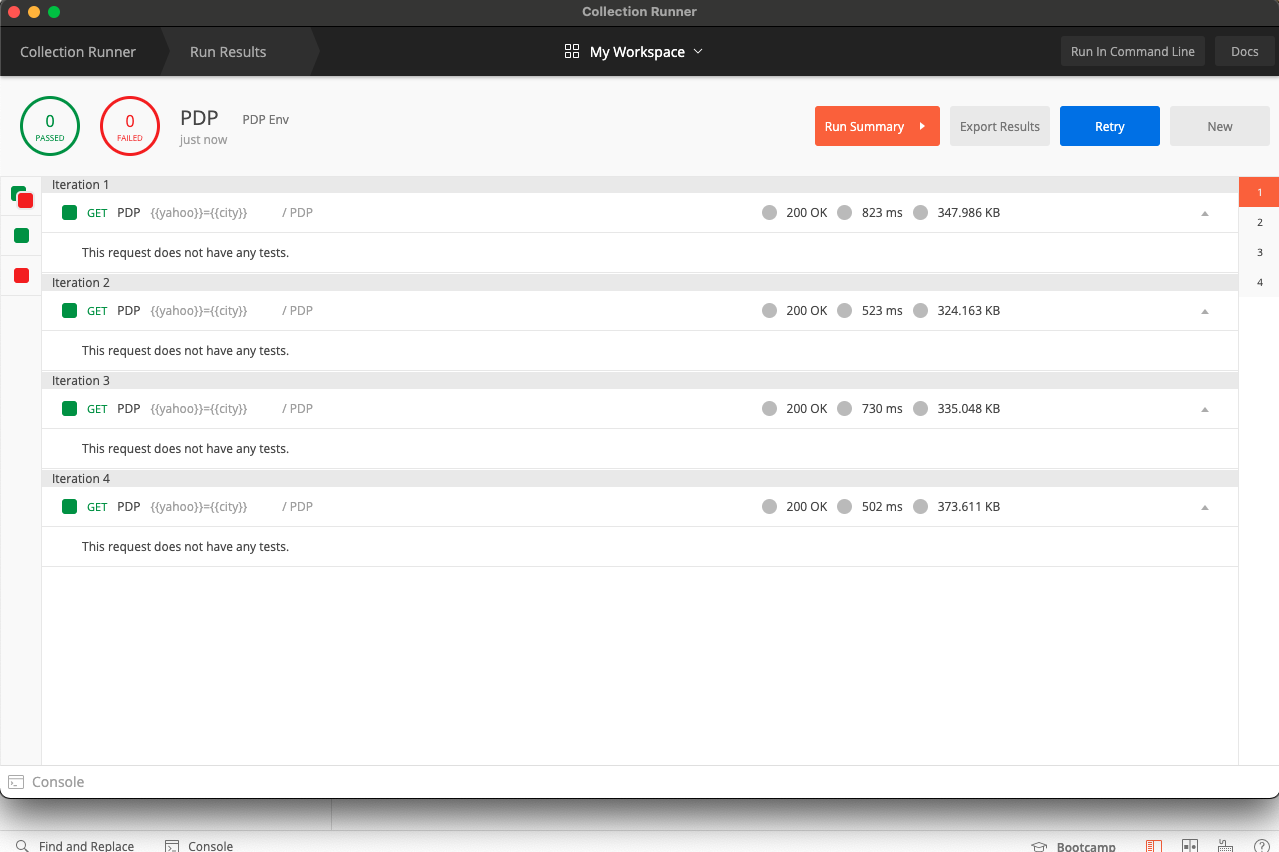 Collection Runner
Collection Runner Run Results My Workspace Run In Command Line Docs
0 PASSED
0 FAILED
PDP PDP Env
just now
Run Summary Export Results Retry New
Iteration 1
GET PDP {{yahoo}}={{city}} / PDP 200 OK 823 ms 347.986 KB
This request does not have any tests.
Iteration 2
GET PDP {{yahoo}}={{city}} / PDP 200 OK 523 ms 324.163 KB
This request does not have any tests.
Iteration 3
GET PDP {{yahoo}}={{city}} / PDP 200 OK 730 ms 335.048 KB
This request does not have any tests.
Iteration 4
GET PDP {{yahoo}}={{city}} / PDP 200 OK 502 ms 373.611 KB
This request does not have any tests.
1
2
3
4
Console
Find and Replace Console Bootcamp